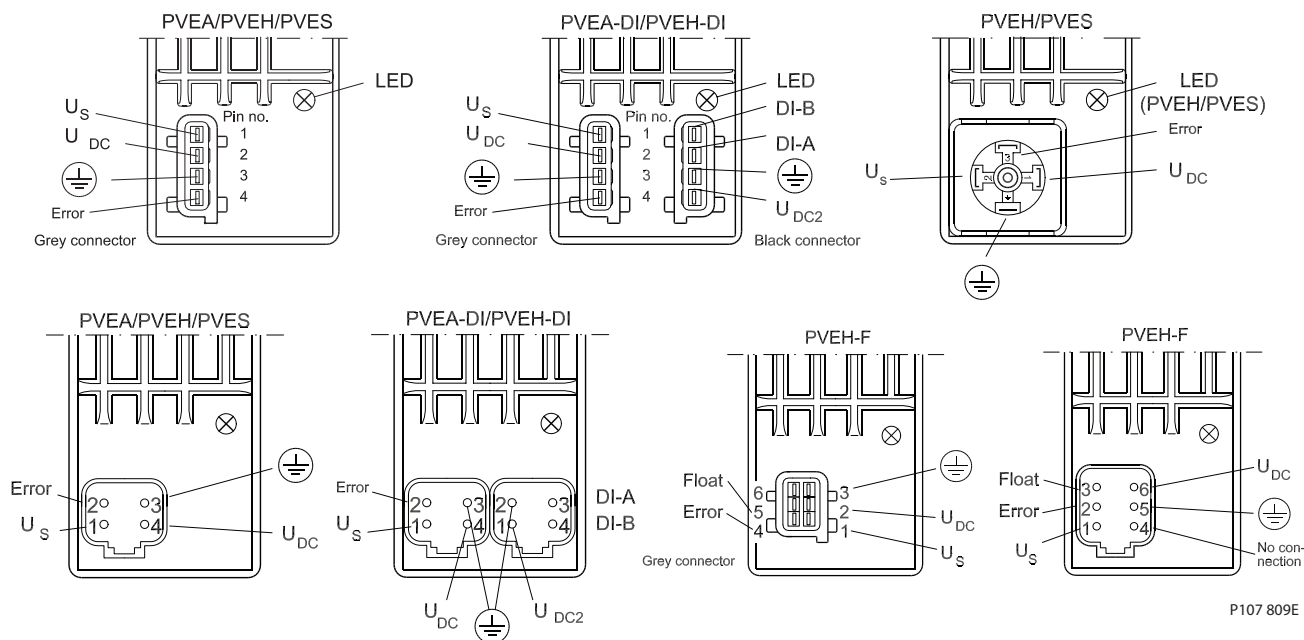 PVEA/PVEH/PVES
LED
U S
Pin no.
1
U DC
2
3
4
Error
Grey connector
PVEA-DI/PVEH-DI
LED
DI-B
U S
Pin no.
1
U DC
2
DI-A
3
4
Error
U DC2
Grey connector
Black connector
PVEH/PVES
LED
(PVEH/PVES)
Error
3
U S
2
1
U DC
PVEA/PVEH/PVES
Error
2
3
U S
1
4
U DC
PVEA-DI/PVEH-DI
Error
2
3
2
3
DI-A
U S
1
4
1
4
DI-B
U DC
U DC2
PVEH-F
6
3
Float
5
2
U DC
Error
4
1
U S
Grey connector
PVEH-F
U DC
Float
3
6
Error
2
5
1
4
U S
No con-
nection
P107 809E